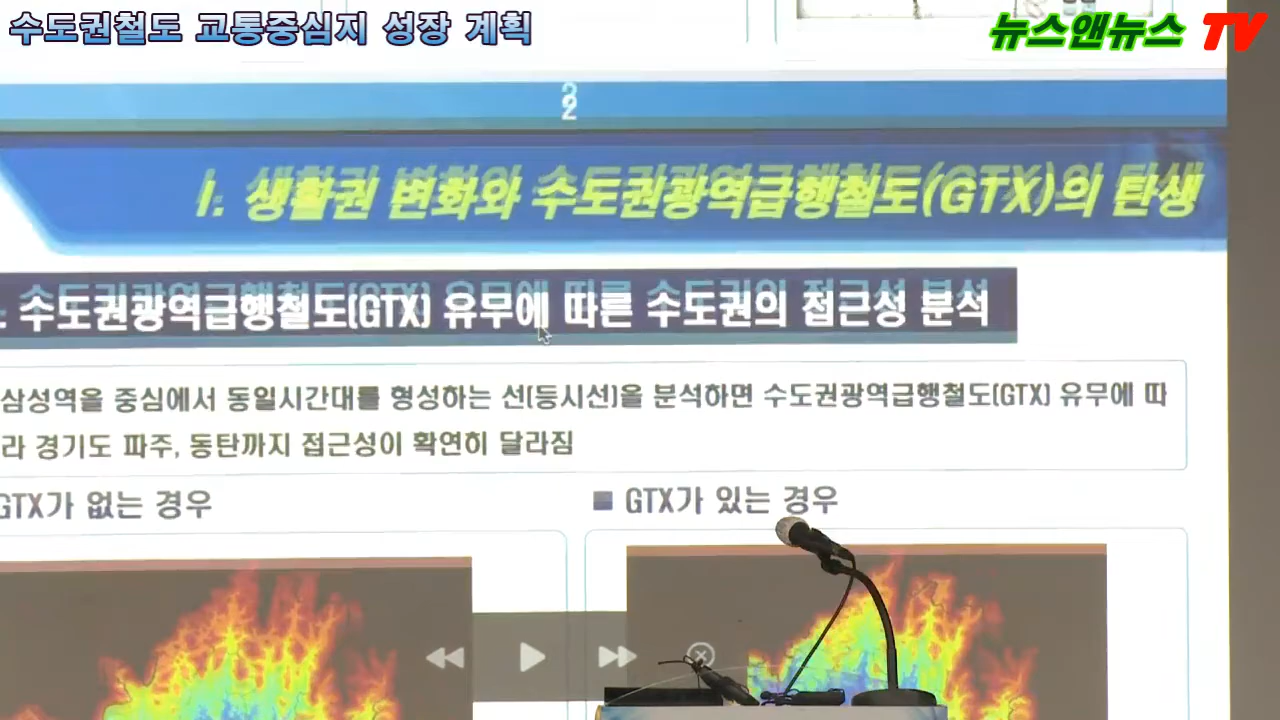 수도권철도 교통중심지 성장 계획
뉴스앤뉴스 TV
2
I. 생활권 변화와 수도권광역급행철도(GTX)의 탄생
. 수도권광역급행철도(GTX) 유무에 따른 수도권의 접근성 분석
삼성역을 중심에서 동일시간대를 형성하는 선(등시선)을 분석하면 수도권광역급행철도(GTX) 유무에 따
라 경기도 파주, 동탄까지 접근성이 확연히 달라짐
GTX가 없는 경우
■ GTX가 있는 경우